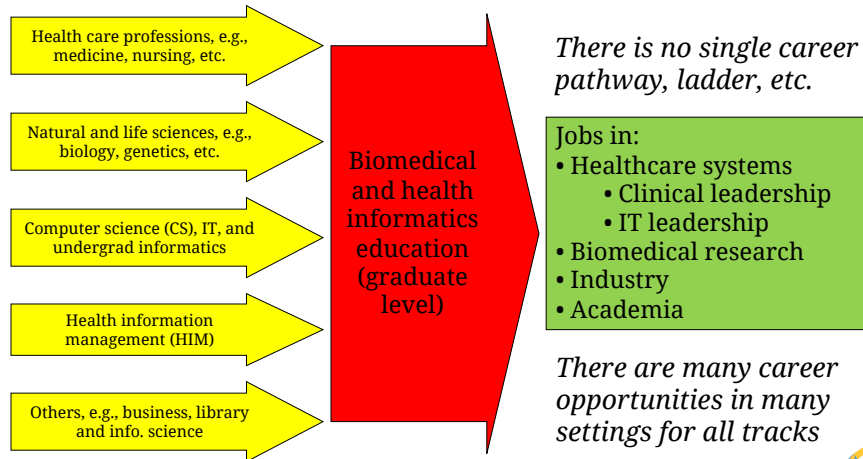 Health care professions, e.g.,
medicine, nursing, etc.
Natural and life sciences, e.g.,
biology, genetics, etc.
Computer science (CS), IT, and
undergrad informatics
Health information
management (HIM)
Others, e.g., business, library
and info. science
Biomedical
and health
informatics
education
(graduate
level)
There is no single career
pathway, ladder, etc.
Jobs in:
• Healthcare systems
• Clinical leadership
• IT leadership
• Biomedical research
• Industry
• Academia
There are many career
opportunities in many
settings for all tracks